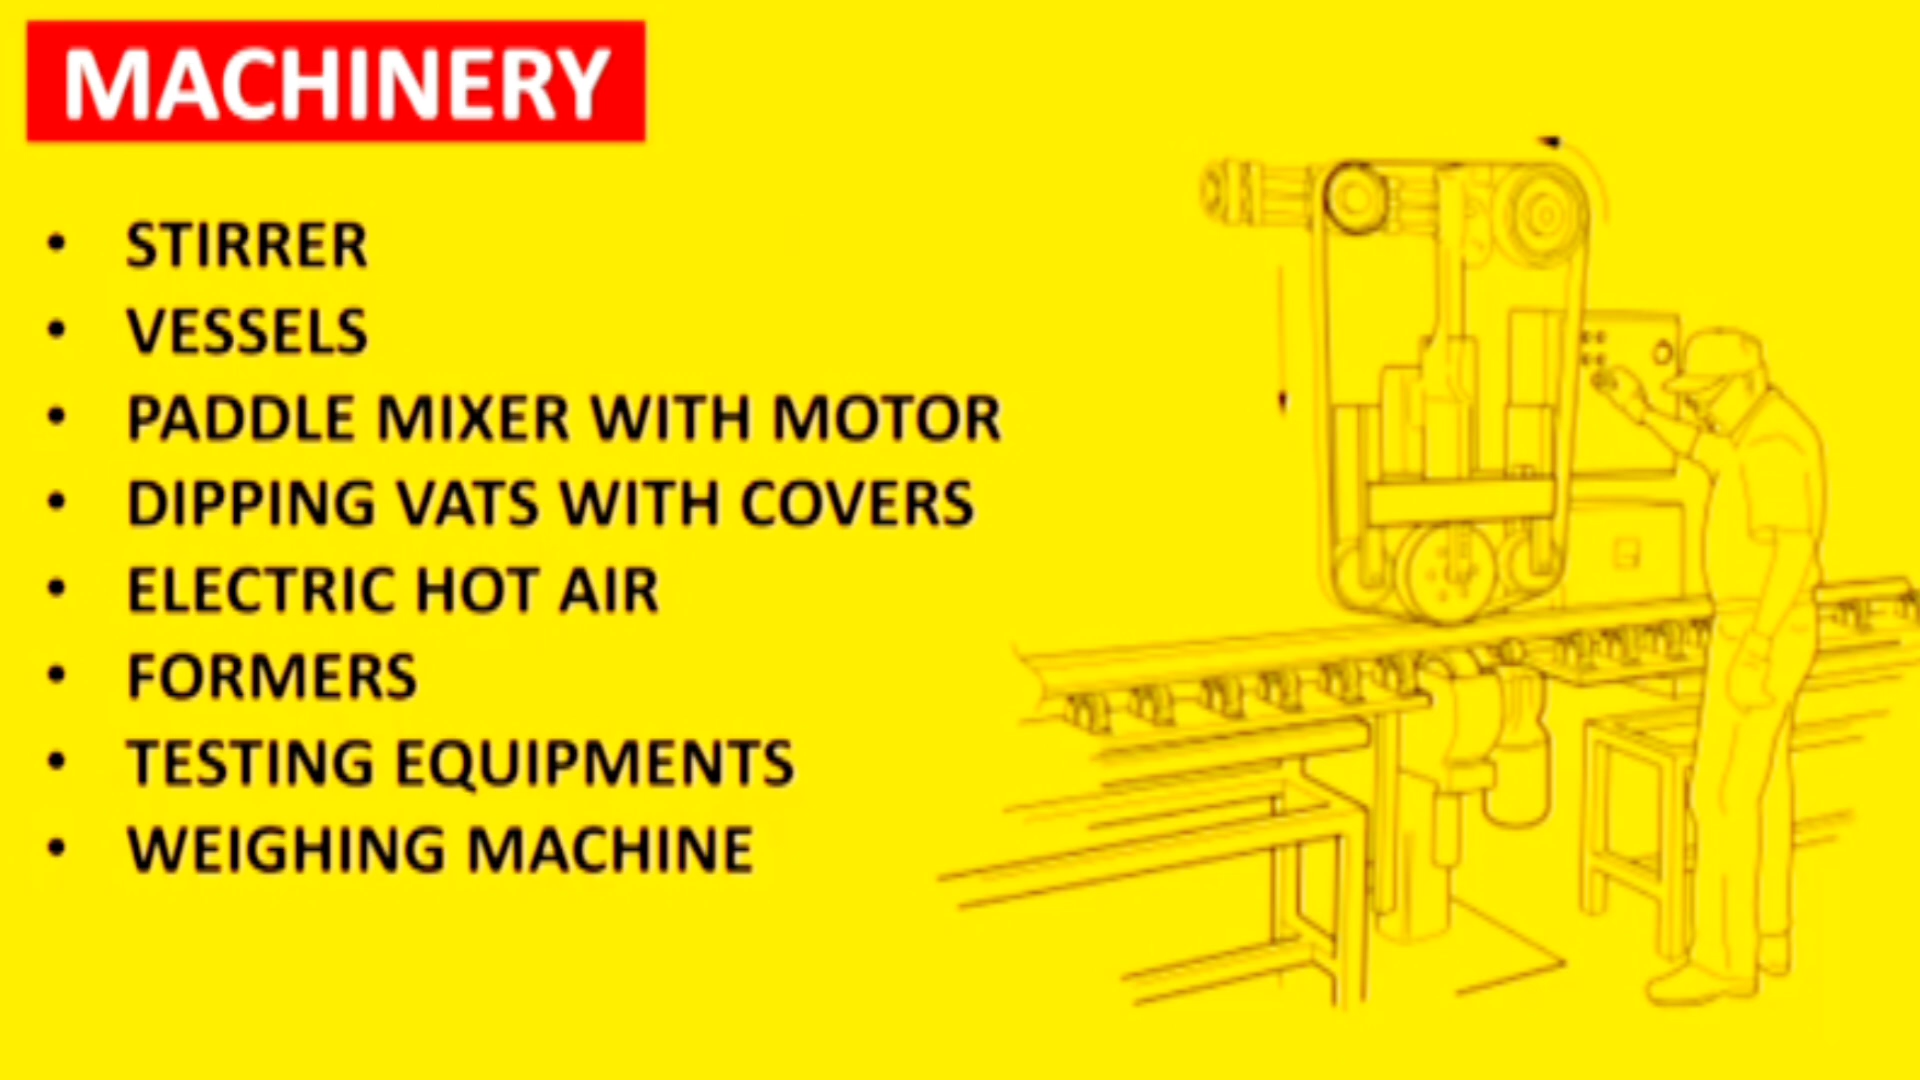 MACHINERY
• STIRRER
• VESSELS
• PADDLE MIXER WITH MOTOR
• DIPPING VATS WITH COVERS
• ELECTRIC HOT AIR
• FORMERS
• TESTING EQUIPMENTS
• WEIGHING MACHINE